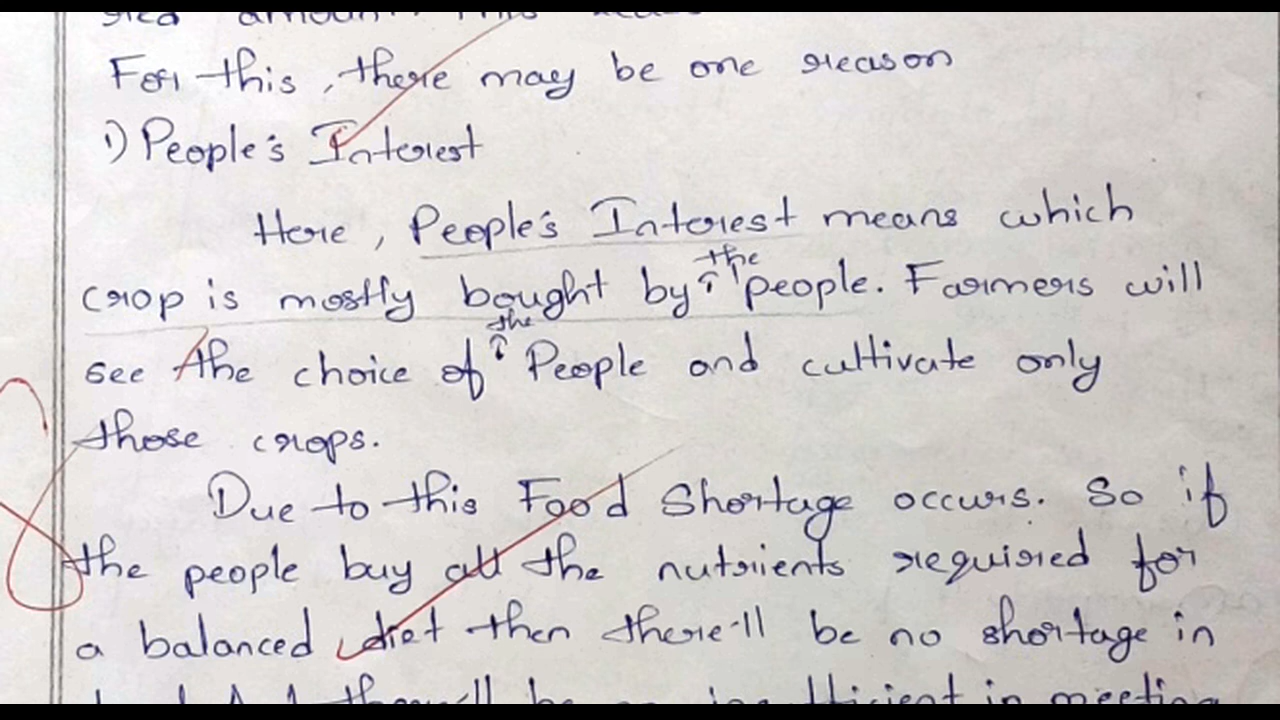 For this, there may be one reason
1) People's Interest
Here, People's Interest means which
crop is mostly bought by the people. Farmers will
see the choice of the People and cultivate only
those crops.
Due to this Food Shortage occurs. So if
the people buy all the nutrients required for
a balanced diet then there'll be no shortage in